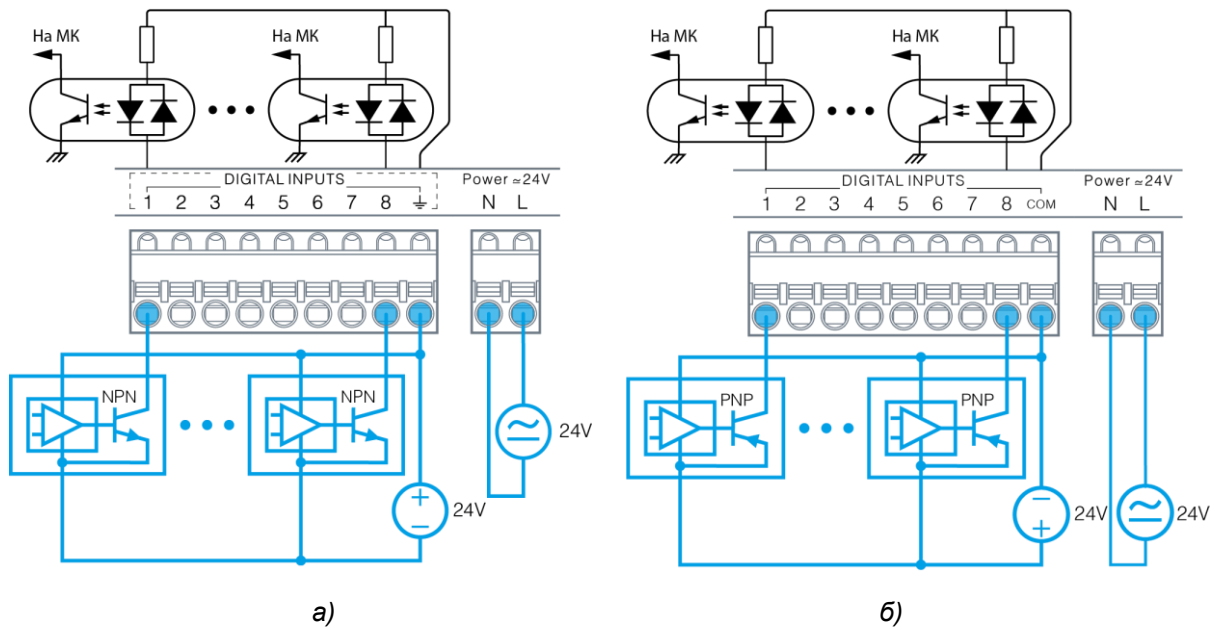 На МК На МК
DIGITAL INPUTS Power ≃24V
1 2 3 4 5 6 7 8 ⏚ N L
NPN NPN
24V
+
− 24V
а)
На МК На МК
DIGITAL INPUTS Power ≃24V
1 2 3 4 5 6 7 8 COM N L
PNP PNP
−
+ 24V 24V
б)